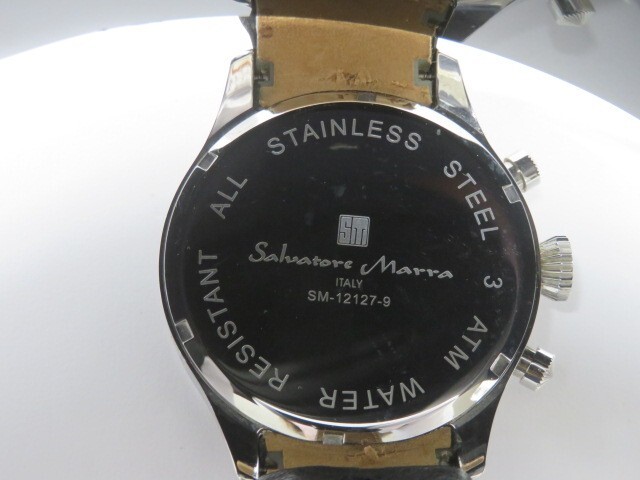 ALL STAINLESS STEEL 3 ATM WATER RESISTANT
SM
Salvatore Marra
ITALY
SM-12127-9